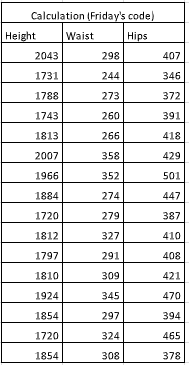 Calculation (Friday's code)
Height Waist Hips
2043 298 407
1731 244 346
1788 273 372
1743 260 391
1813 266 418
2007 358 429
1966 352 501
1884 274 447
1720 279 387
1812 327 410
1797 291 408
1810 309 421
1924 345 470
1854 297 394
1720 324 465
1854 308 378